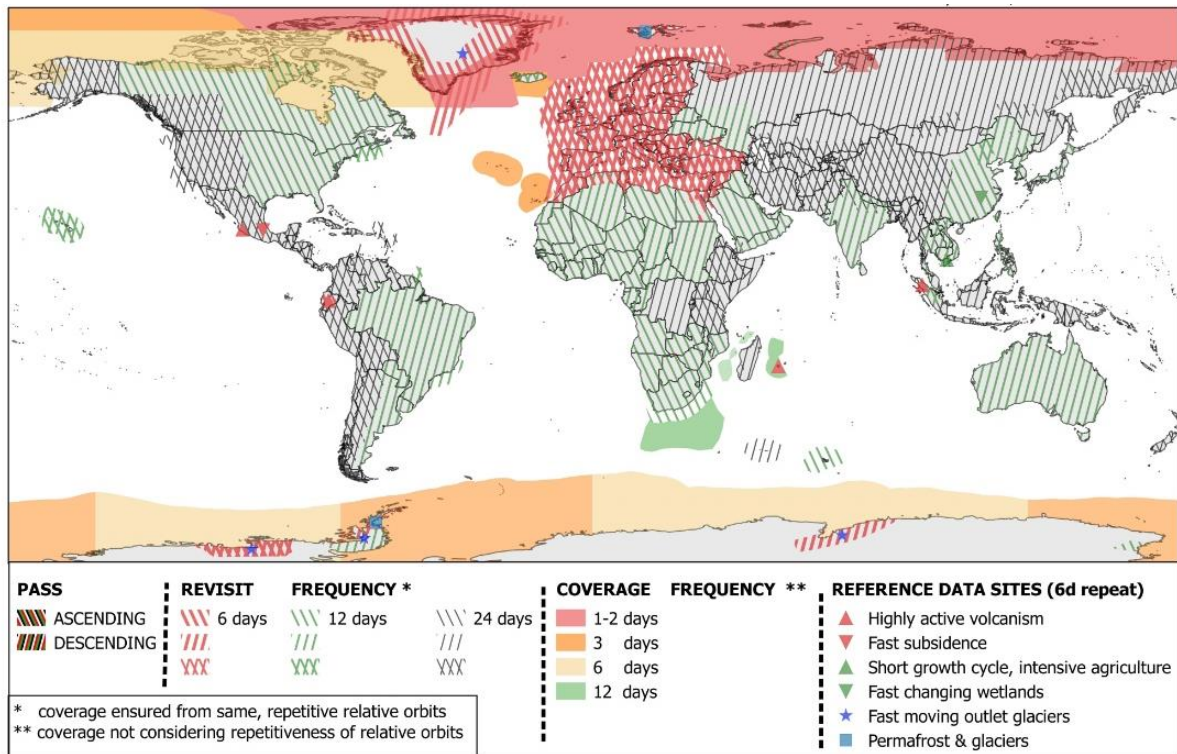 PASS
ASCENDING
DESCENDING
REVISIT FREQUENCY *
6 days 12 days 24 days
COVERAGE FREQUENCY **
1-2 days
3 days
6 days
12 days
REFERENCE DATA SITES (6d repeat)
Highly active volcanism
Fast subsidence
Short growth cycle, intensive agriculture
Fast changing wetlands
Fast moving outlet glaciers
Permafrost & glaciers
* coverage ensured from same, repetitive relative orbits
** coverage not considering repetitiveness of relative orbits